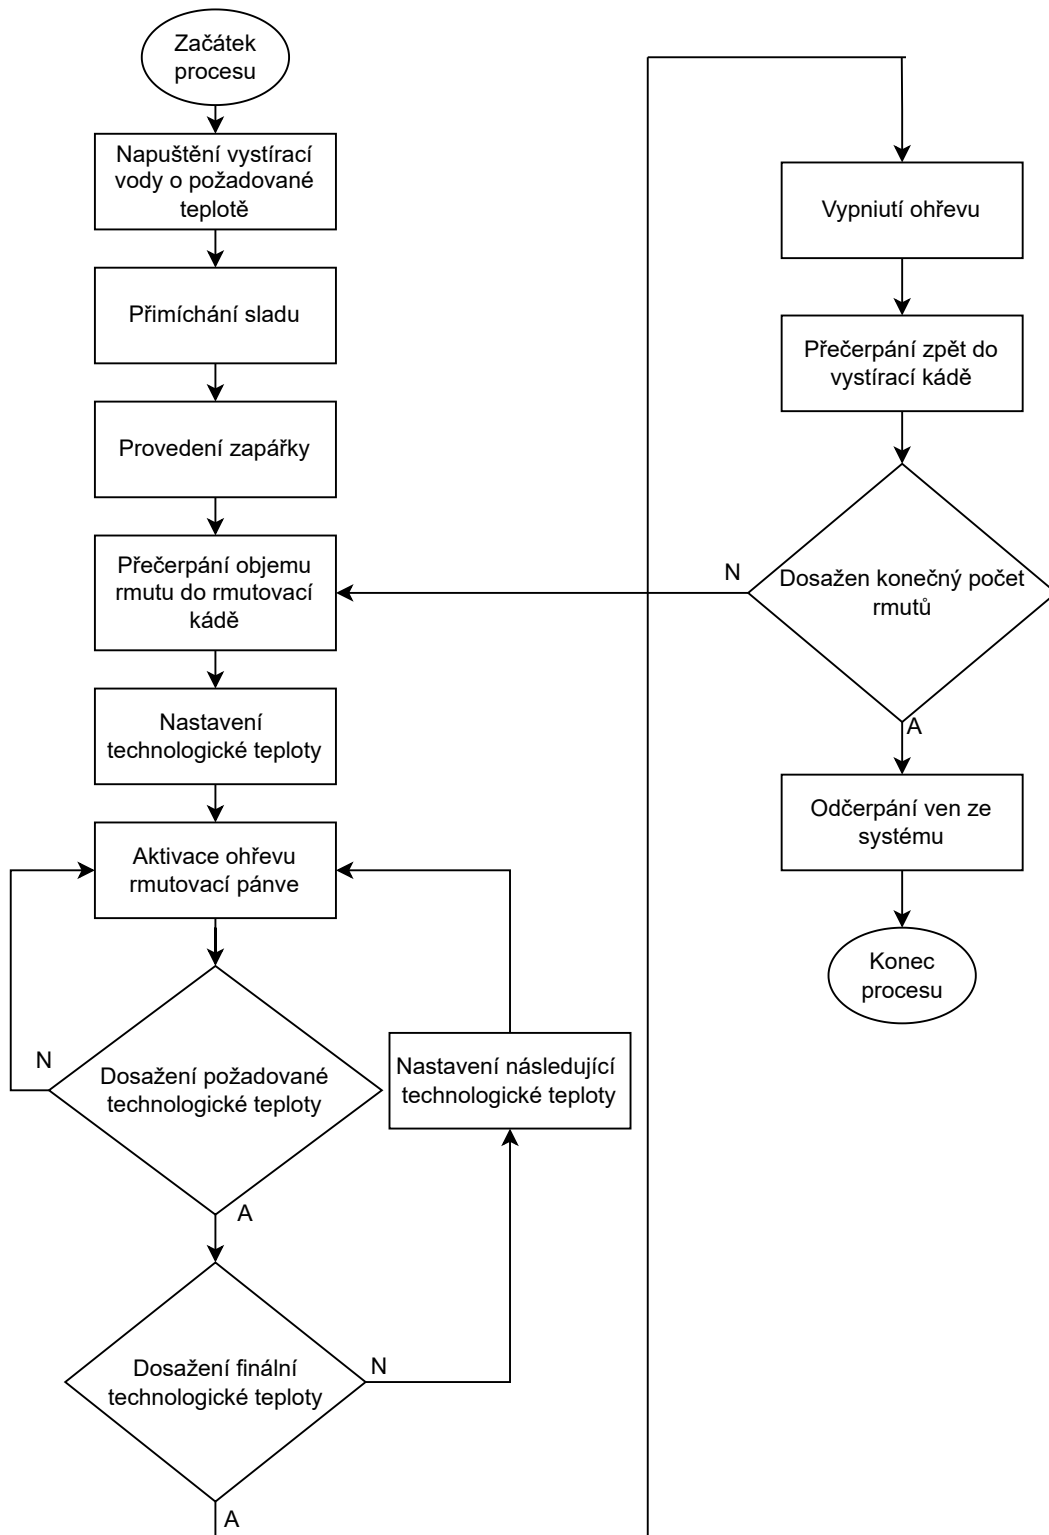 Začátek
procesu
Napuštění vystírací
vody o požadované
teplotě
Přimíchání sladu
Provedení zapářky
Přečerpání objemu
rmutu do rmutovací
kádě
Nastavení
technologické teploty
Aktivace ohřevu
rmutovací pánve
N
Dosažení požadované
technologické teploty
A
Nastavení následující
technologické teploty
Dosažení finální
technologické teploty
N
A
Vypniutí ohřevu
Přečerpání zpět do
vystírací kádě
N
Dosažen konečný počet
rmutů
A
Odčerpání ven ze
systému
Konec
procesu